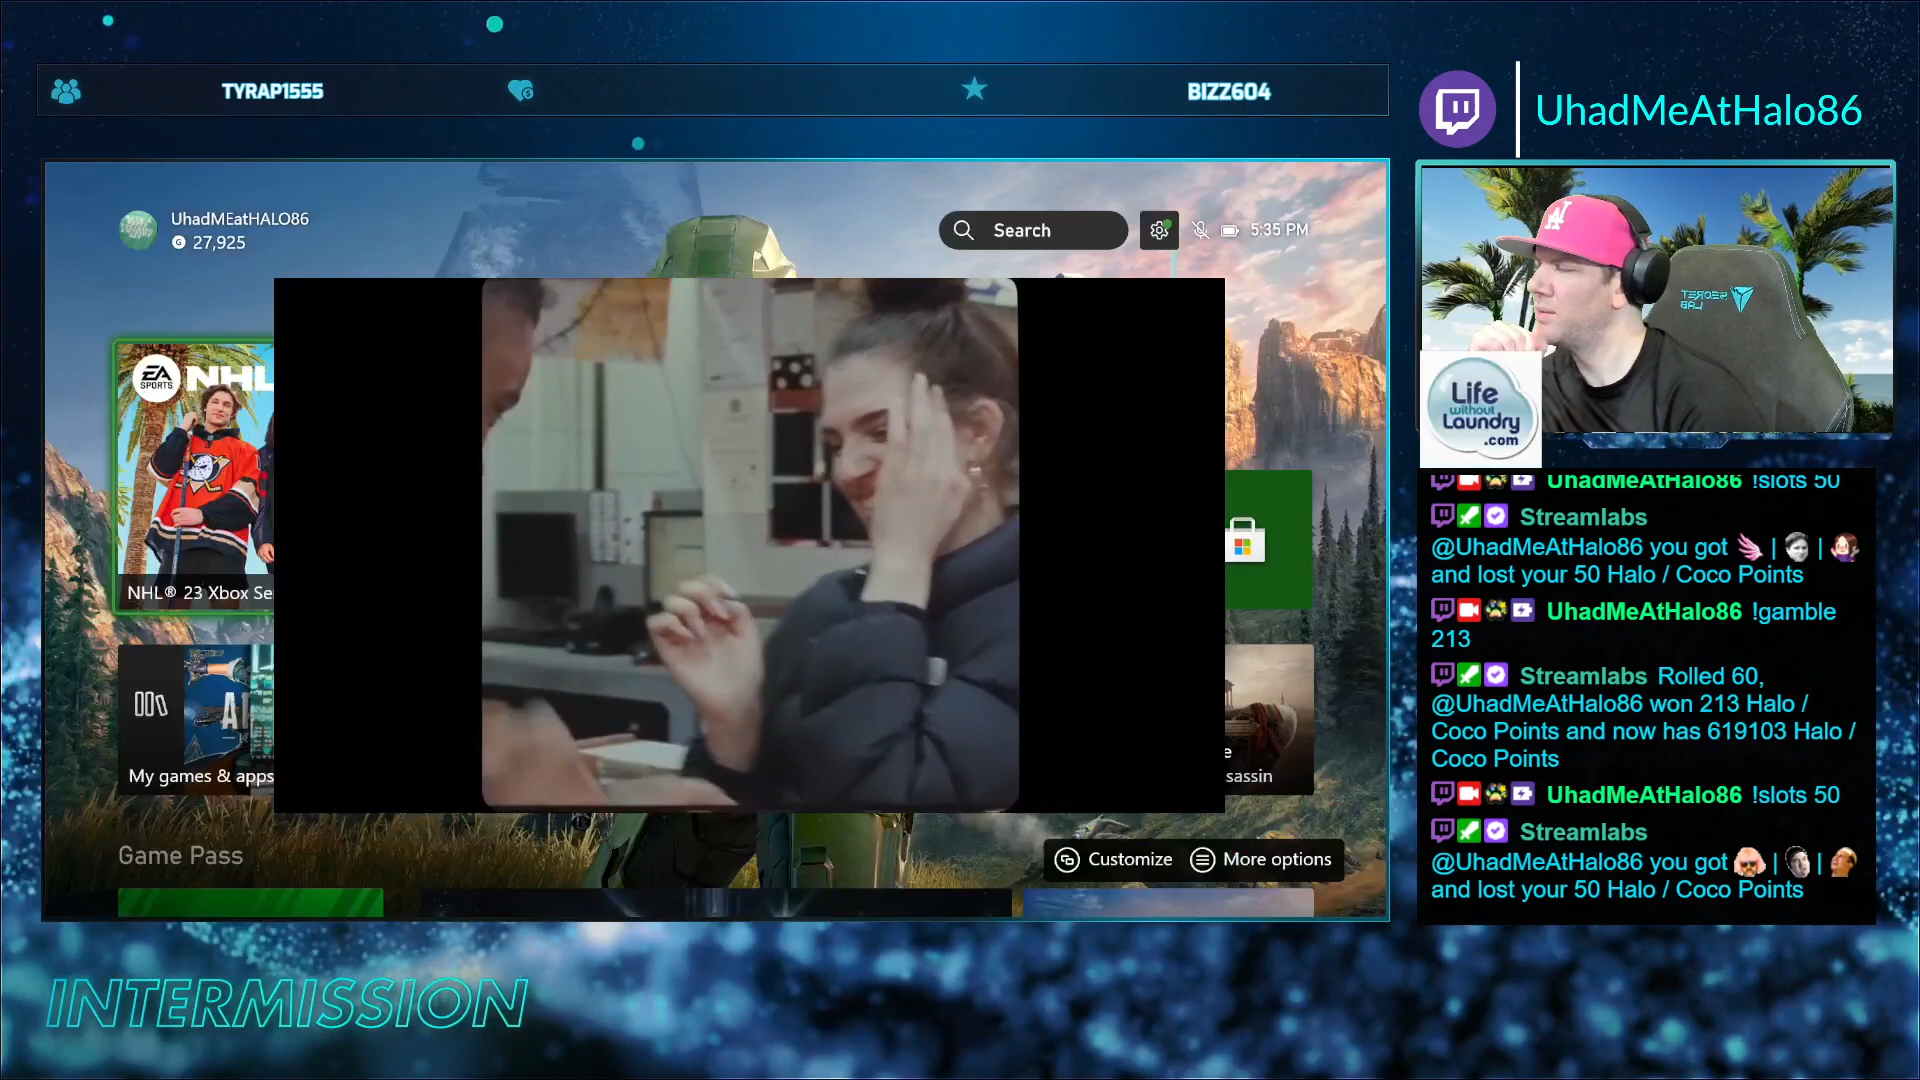 TYRAP1555
BIZZ604
UhadMeAtHalo86
UhadMEatHALO86
G 27,925
Search
5:35 PM
EA
SPORTS
NHL
NHL® 23 Xbox Se
My games & apps
e
sassin
Game Pass
Customize
More options
SECRET
LAB
Life
without
Laundry
.com
UhadMeAtHalo86 !slots 50
Streamlabs
@UhadMeAtHalo86 you got | |
and lost your 50 Halo / Coco Points
UhadMeAtHalo86 !gamble
213
Streamlabs Rolled 60,
@UhadMeAtHalo86 won 213 Halo /
Coco Points and now has 619103 Halo /
Coco Points
UhadMeAtHalo86 !slots 50
Streamlabs
@UhadMeAtHalo86 you got | |
and lost your 50 Halo / Coco Points
INTERMISSION